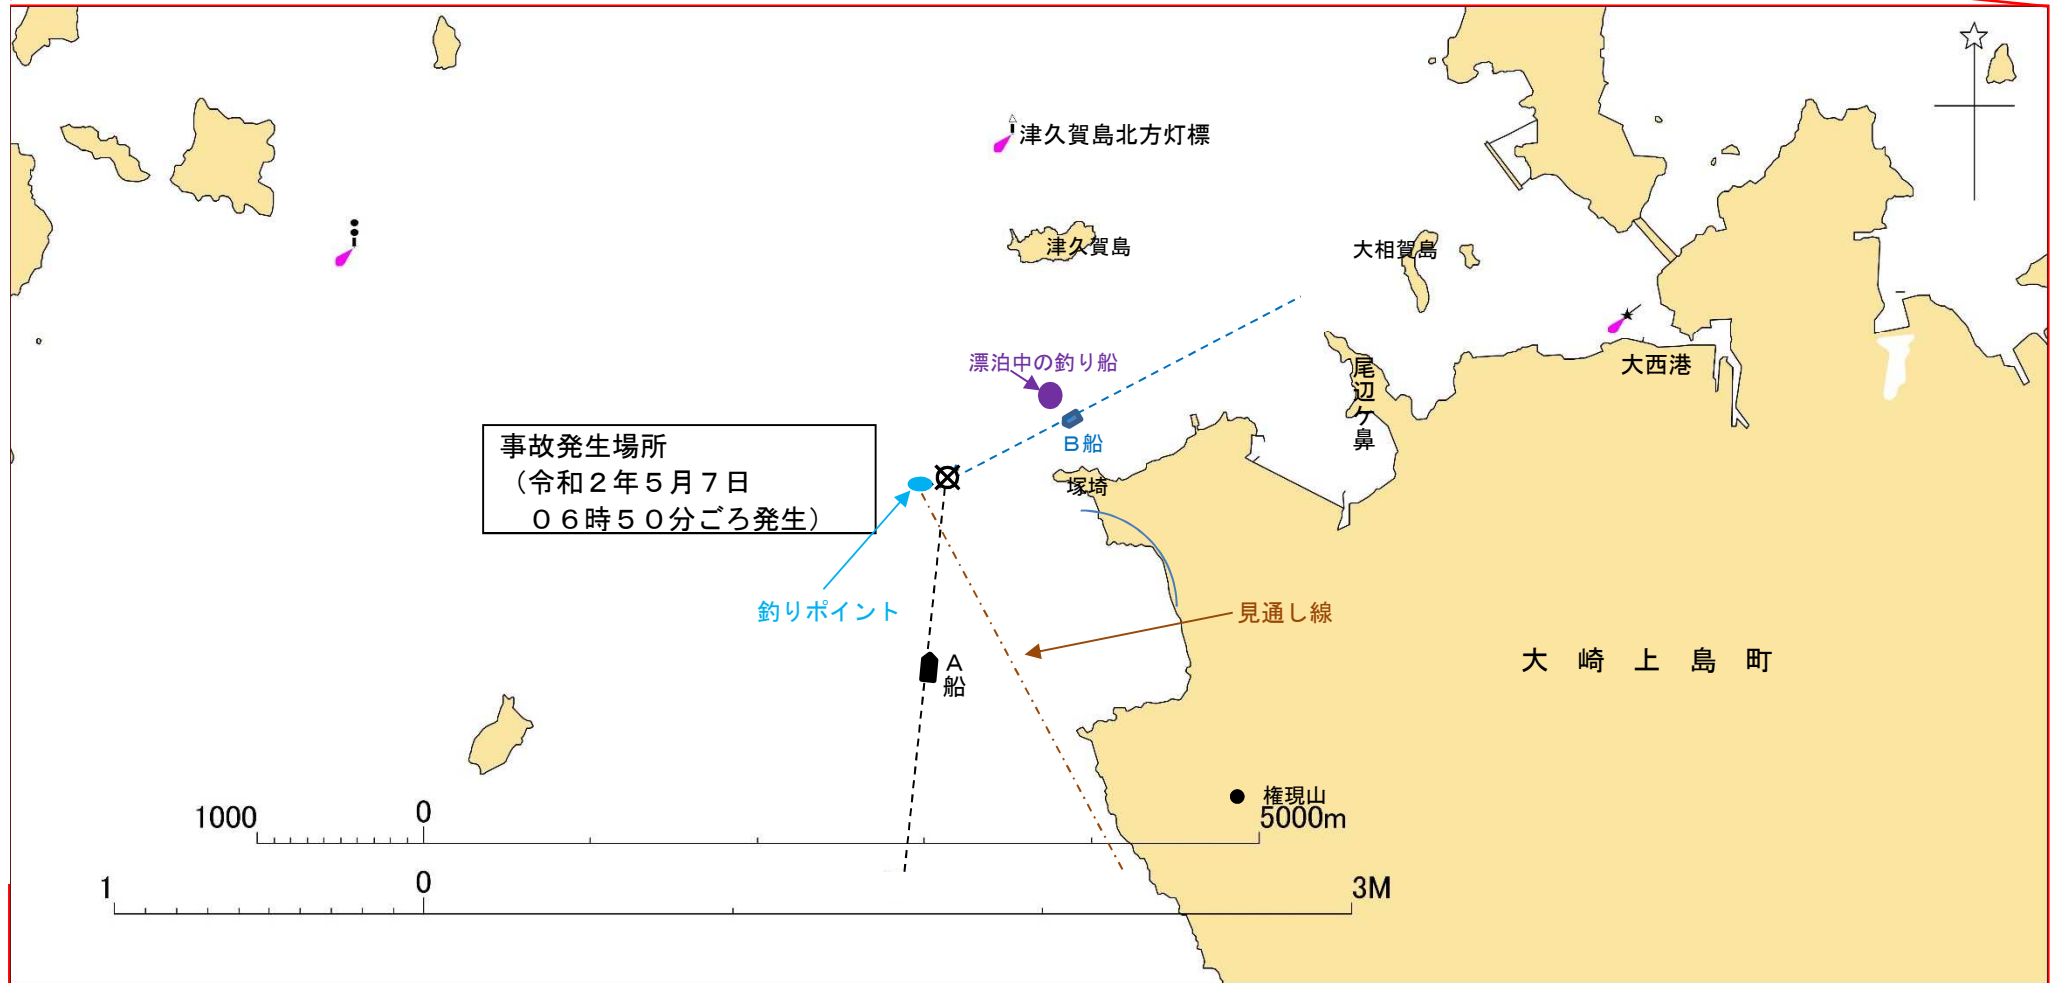 津久賀島北方灯標
津久賀島
大相賀島
漂泊中の釣り船
尾辺ケ鼻
大西港
B船
事故発生場所
（令和２年５月７日
０６時５０分ごろ発生）
塚埼
釣りポイント
見通し線
A船
大崎上島町
権現山
1000 0 5000m
1 0 3M